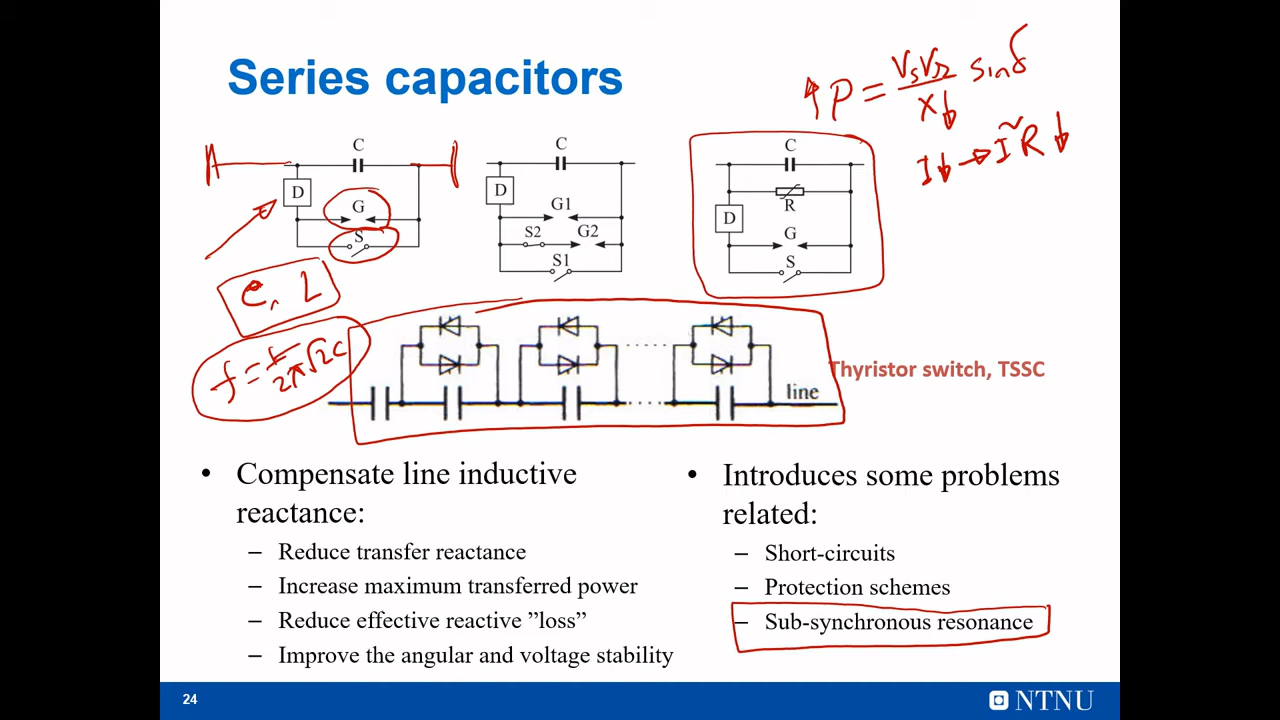 Series capacitors
↑P = VsVr / X↓ sinδ
I↓ → I²R ↓
C
D
G
S
C
D
G1
S2
G2
S1
C
R
D
G
S
C, L
f = 1 / 2π√LC
Thyristor switch, TSSC
line
• Compensate line inductive
reactance:
– Reduce transfer reactance
– Increase maximum transferred power
– Reduce effective reactive ”loss”
– Improve the angular and voltage stability
• Introduces some problems
related:
– Short-circuits
– Protection schemes
– Sub-synchronous resonance
24
NTNU